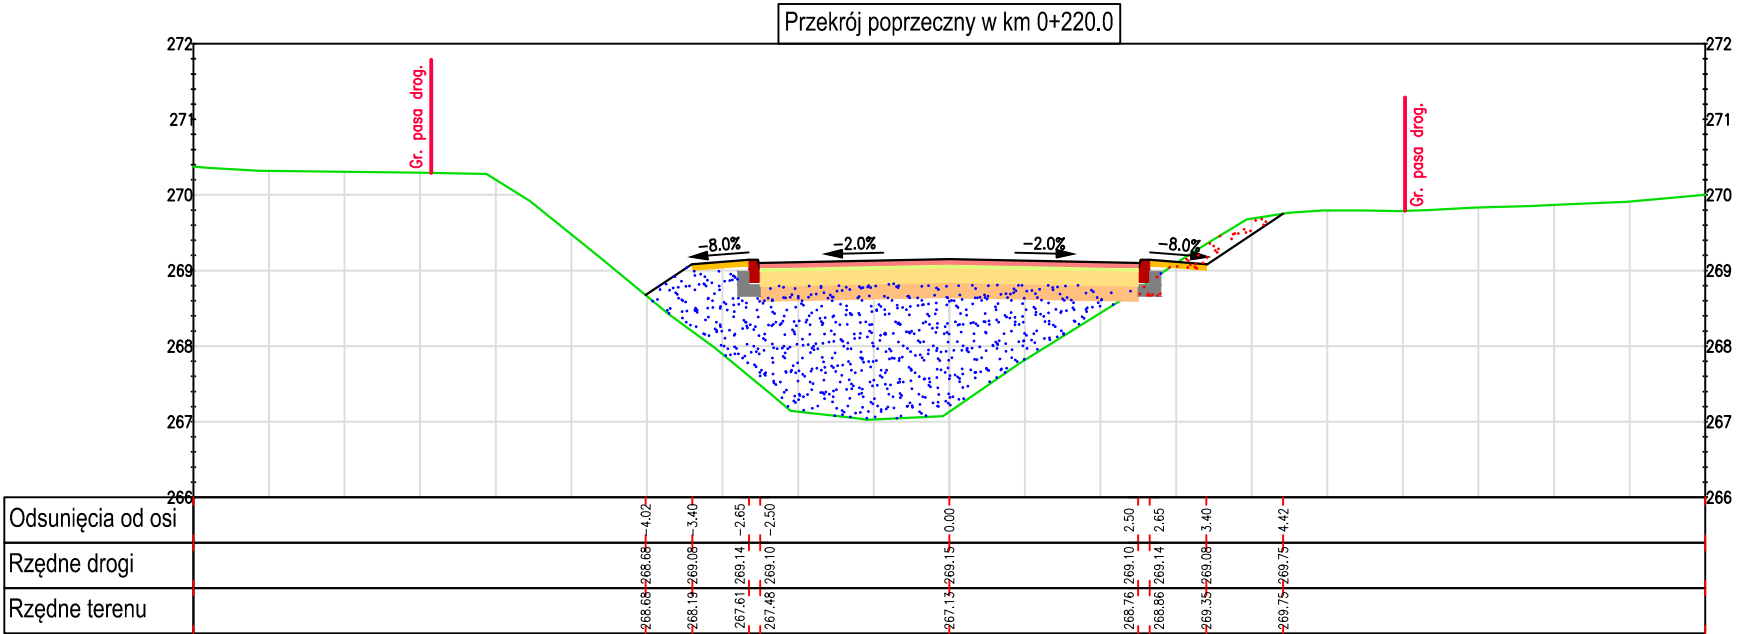 Przekrój poprzeczny w km 0+220.0
272 272
Gr. pasa drog.
Gr. pasa drog.
271 271
270 270
-8.0% -2.0% -2.0% -8.0%
269 269
268 268
267 267
266 266
Odsunięcia od osi -4.02 -3.40 -2.65 -2.50 0.00 2.50 2.65 3.40 4.42
Rzędne drogi 268.68 269.08 269.14 269.10 269.15 269.10 269.14 269.08 269.75
Rzędne terenu 268.68 268.19 267.61 267.48 267.13 268.76 268.86 269.35 269.75